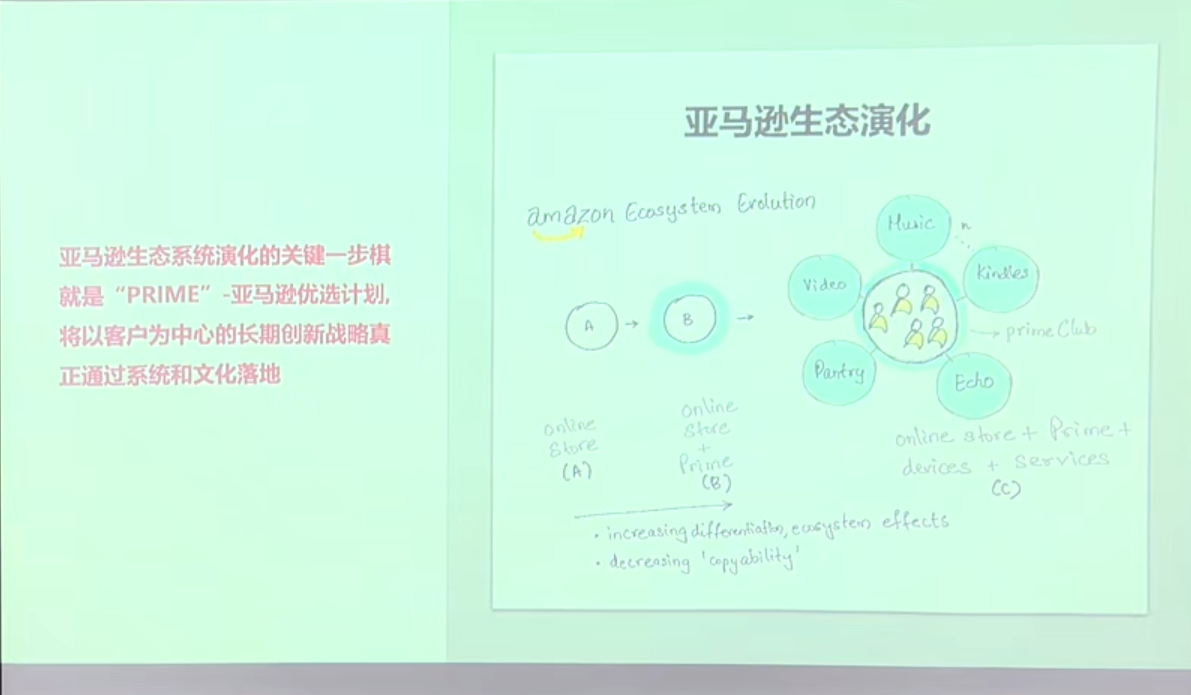 亚马逊生态系统演化的关键一步棋
就是“PRIME”-亚马逊优选计划,
将以客户为中心的长期创新战略真
正通过系统和文化落地
亚马逊生态演化
amazon Ecosystem Evolution
Music
n
Kindles
Video
A
B
prime Club
Pantry
Echo
online
Store
(A)
online
Store
+
Prime
(B)
online store + Prime +
devices + Services
(C)
• increasing differentiation, ecosystem effects
• decreasing 'copyability'